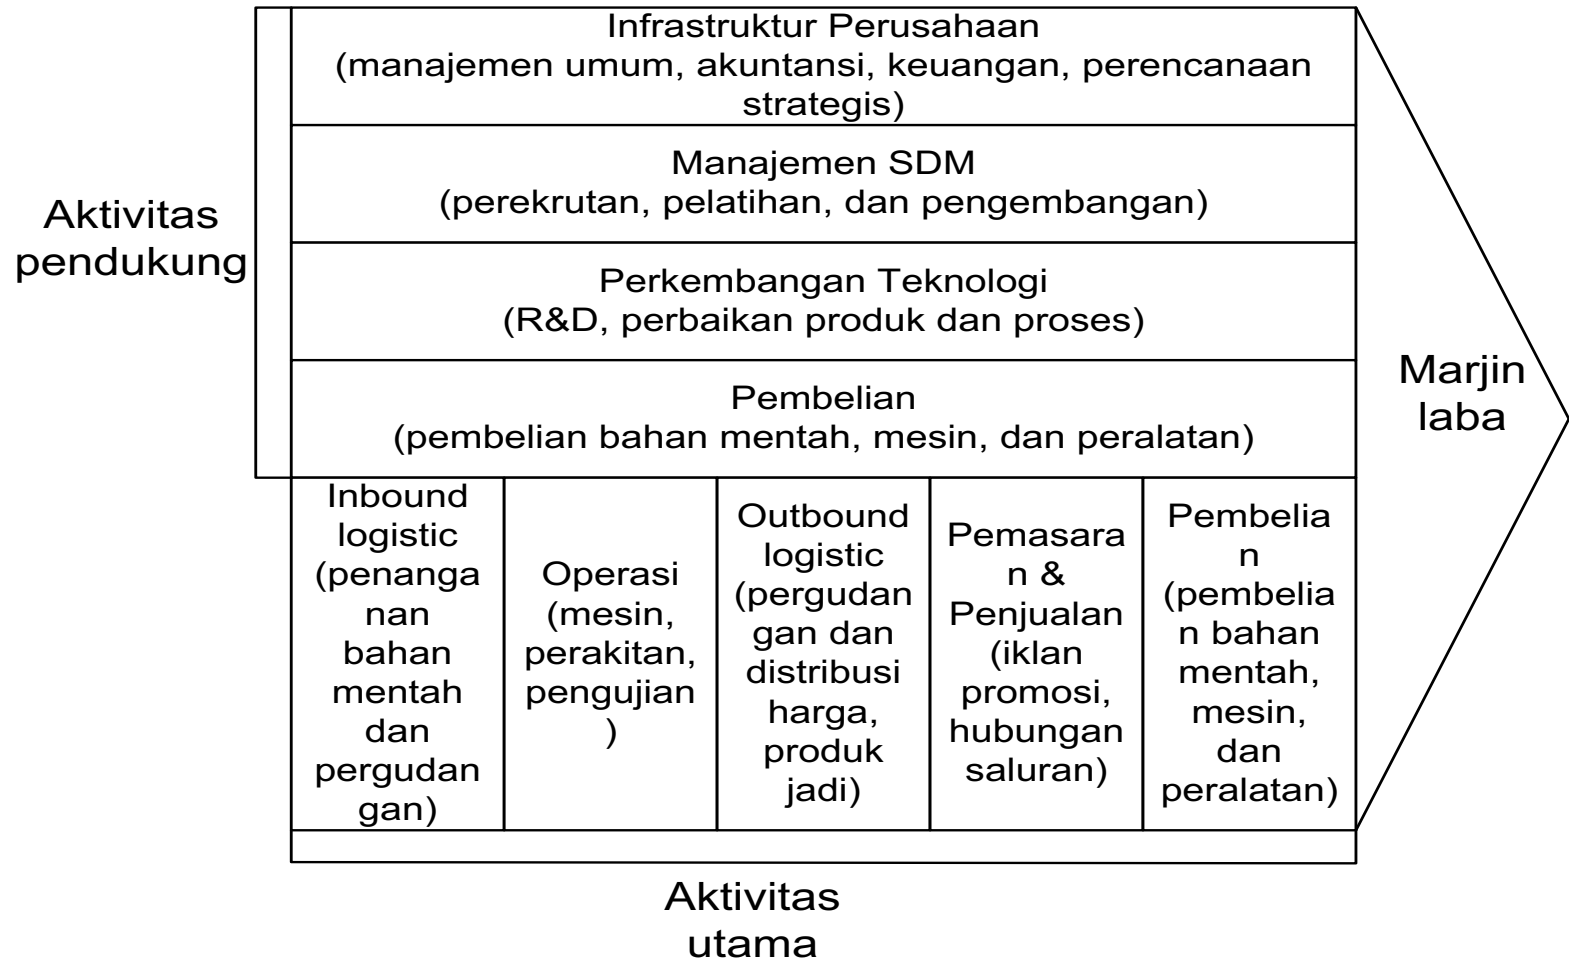 Infrastruktur Perusahaan
(manajemen umum, akuntansi, keuangan, perencanaan
strategis)
Manajemen SDM
(perekrutan, pelatihan, dan pengembangan)
Aktivitas
pendukung
Perkembangan Teknologi
(R&D, perbaikan produk dan proses)
Pembelian
(pembelian bahan mentah, mesin, dan peralatan)
Marjin
laba
Inbound
logistic
(penanga
nan
bahan
mentah
dan
pergudan
gan)
Operasi
(mesin,
perakitan,
pengujian
)
Outbound
logistic
(pergudan
gan dan
distribusi
harga,
produk
jadi)
Pemasara
n &
Penjualan
(iklan
promosi,
hubungan
saluran)
Pembelia
n
(pembelia
n bahan
mentah,
mesin,
dan
peralatan)
Aktivitas
utama